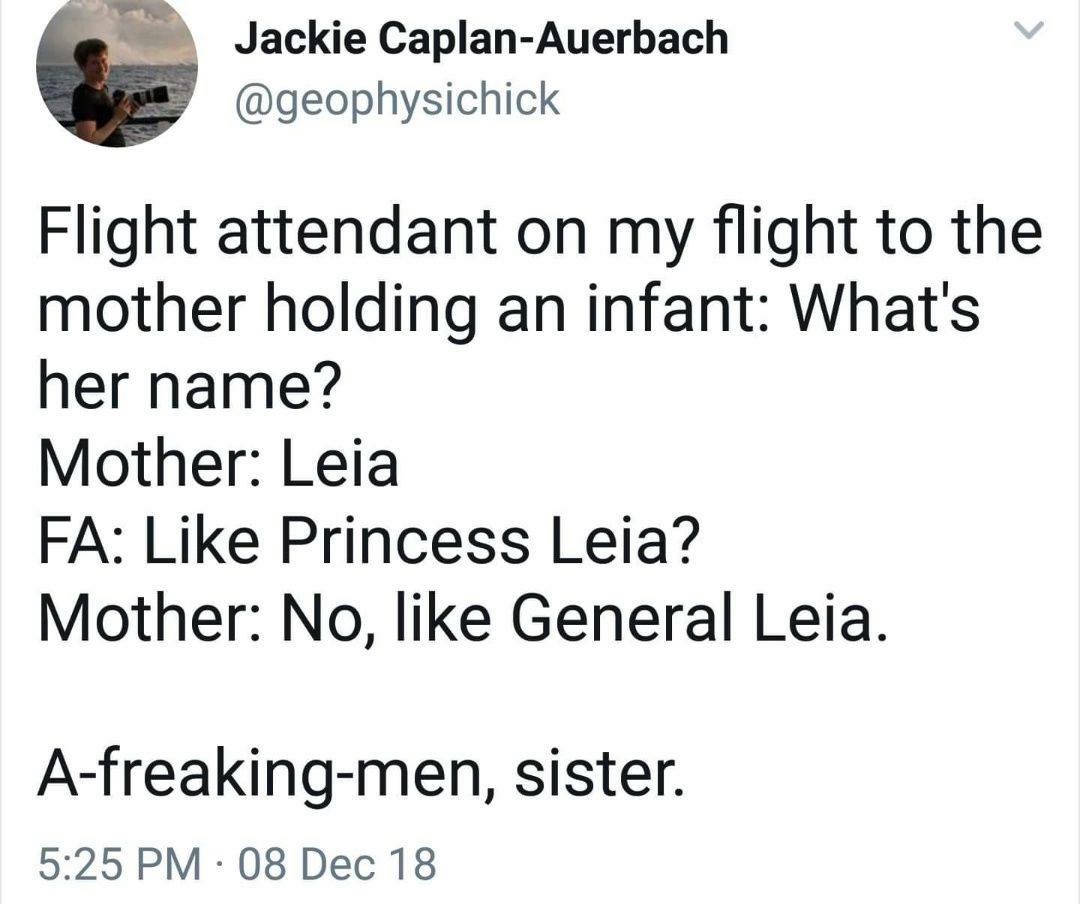 Jackie Caplan-Auerbach
@geophysichick
Flight attendant on my flight to the
mother holding an infant: What's
her name?
Mother: Leia
FA: Like Princess Leia?
Mother: No, like General Leia.
A-freaking-men, sister.
5:25 PM · 08 Dec 18